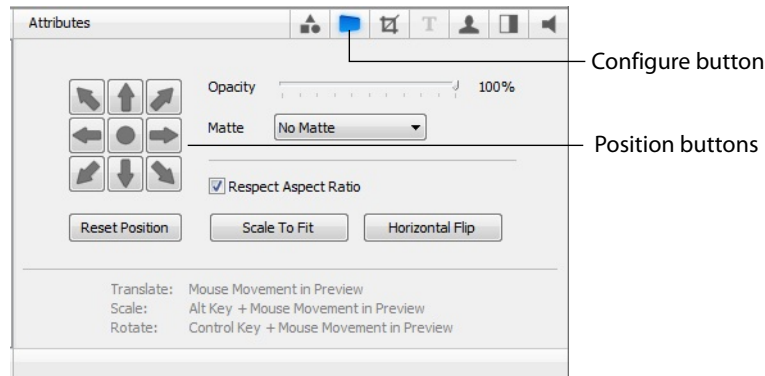 Attributes
T
Configure button
Opacity
100%
Matte
No Matte
Position buttons
Respect Aspect Ratio
Reset Position
Scale To Fit
Horizontal Flip
Translate: Mouse Movement in Preview
Scale: Alt Key + Mouse Movement in Preview
Rotate: Control Key + Mouse Movement in Preview